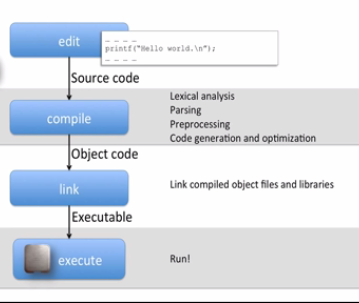 edit
printf("Hello world.\n");
Source code
compile
Lexical analysis
Parsing
Preprocessing
Code generation and optimization
Object code
link
Link compiled object files and libraries
Executable
execute
Run!